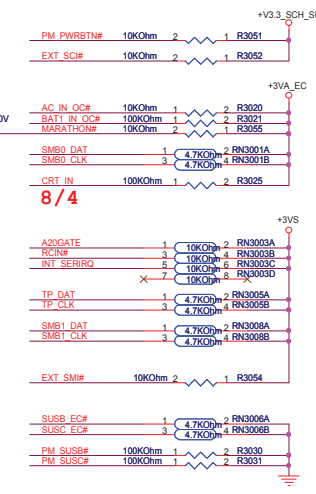 +V3.3_SCH_SU
PM_PWRBTN# 10KOhm 2 1 R3051
EXT_SCI# 10KOhm 2 1 R3052
+3VA_EC
AC_IN_OC# 10KOhm 1 2 R3020
0V BAT1_IN_OC# 100KOhm 1 2 R3021
MARATHON# 10KOhm 2 1 R3055
SMB0_DAT 1 4.7KOhm 2 RN3001A
SMB0_CLK 3 4.7KOhm 4 RN3001B
CRT_IN 100KOhm 1 2 R3025
8/4
+3VS
A20GATE 1 10KOhm 2 RN3003A
RCIN# 3 10KOhm 4 RN3003B
INT_SERIRQ 5 10KOhm 6 RN3003C
7 10KOhm 8 RN3003D
TP_DAT 1 4.7KOhm 2 RN3005A
TP_CLK 3 4.7KOhm 4 RN3005B
SMB1_DAT 1 4.7KOhm 2 RN3008A
SMB1_CLK 3 4.7KOhm 4 RN3008B
EXT_SMI# 10KOhm 2 1 R3054
SUSB_EC# 1 4.7KOhm 2 RN3006A
SUSC_EC# 3 4.7KOhm 4 RN3006B
PM_SUSB# 100KOhm 1 2 R3030
PM_SUSC# 100KOhm 1 2 R3031